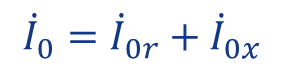 İ₀ = İ₀ᵣ + İ₀ₓ